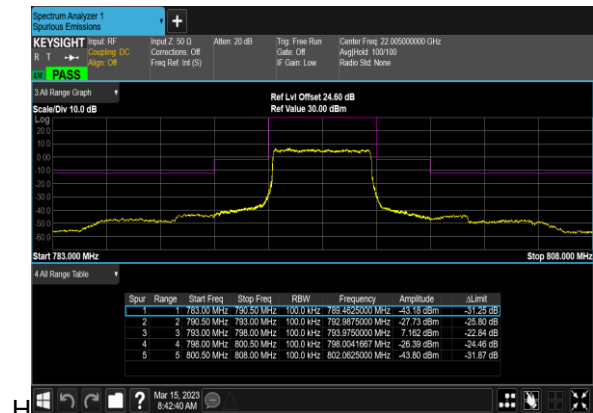 Spectrum Analyzer 1
Spurious Emissions
+
KEYSIGHT Input: RF Input Z: 50 Ω Atten: 20 dB Trig: Free Run Center Freq: 22.005000000 GHz
R T Coupling: DC Corrections: Off Gate: Off Avg|Hold: 100/100
Align: Off Freq Ref: Int (S) IF Gain: Low Radio Std: None
PASS
3 All Range Graph
Ref Lvl Offset 24.60 dB
Scale/Div 10.0 dB Ref Value 30.00 dBm
Log
20.0
10.0
0.00
-10.0
-20.0
-30.0
-40.0
-50.0
-60.0
Start 783.000 MHz Stop 808.000 MHz
4 All Range Table
Spur Range Start Freq Stop Freq RBW Frequency Amplitude ΔLimit
1 1 783.00 MHz 790.50 MHz 100.0 kHz 789.4625000 MHz -43.18 dBm -31.25 dB
2 2 790.50 MHz 793.00 MHz 100.0 kHz 792.9875000 MHz -27.73 dBm -25.80 dB
3 3 793.00 MHz 798.00 MHz 100.0 kHz 793.9750000 MHz 7.162 dBm -22.84 dB
4 4 798.00 MHz 800.50 MHz 100.0 kHz 798.0041667 MHz -26.39 dBm -24.46 dB
5 5 800.50 MHz 808.00 MHz 100.0 kHz 802.0625000 MHz -43.80 dBm -31.87 dB
H ? Mar 15, 2023
8:42:40 AM